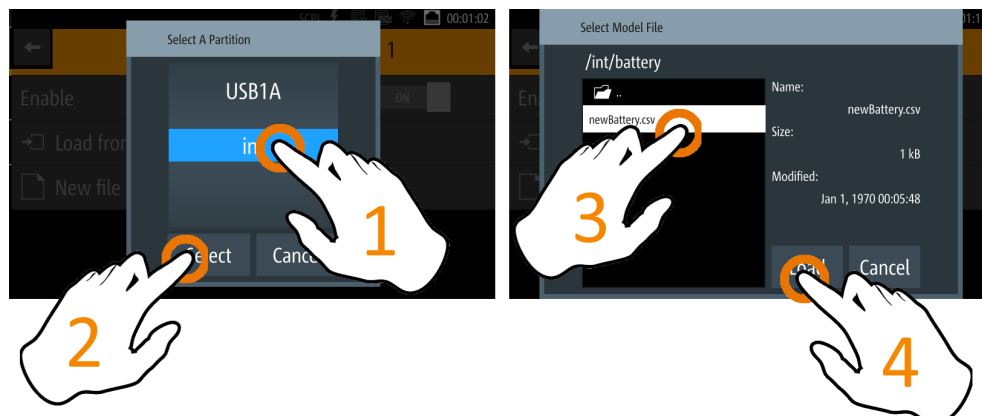 SCPI
00:01:02
Select A Partition
1
USB1A
Enable
ON
Load from
New file
Select
Cancel
1
2
Select Model File
/int/battery
..
newBattery.csv
Name:
newBattery.csv
Size:
1 kB
Modified:
Jan 1, 1970 00:05:48
Load
Cancel
3
4